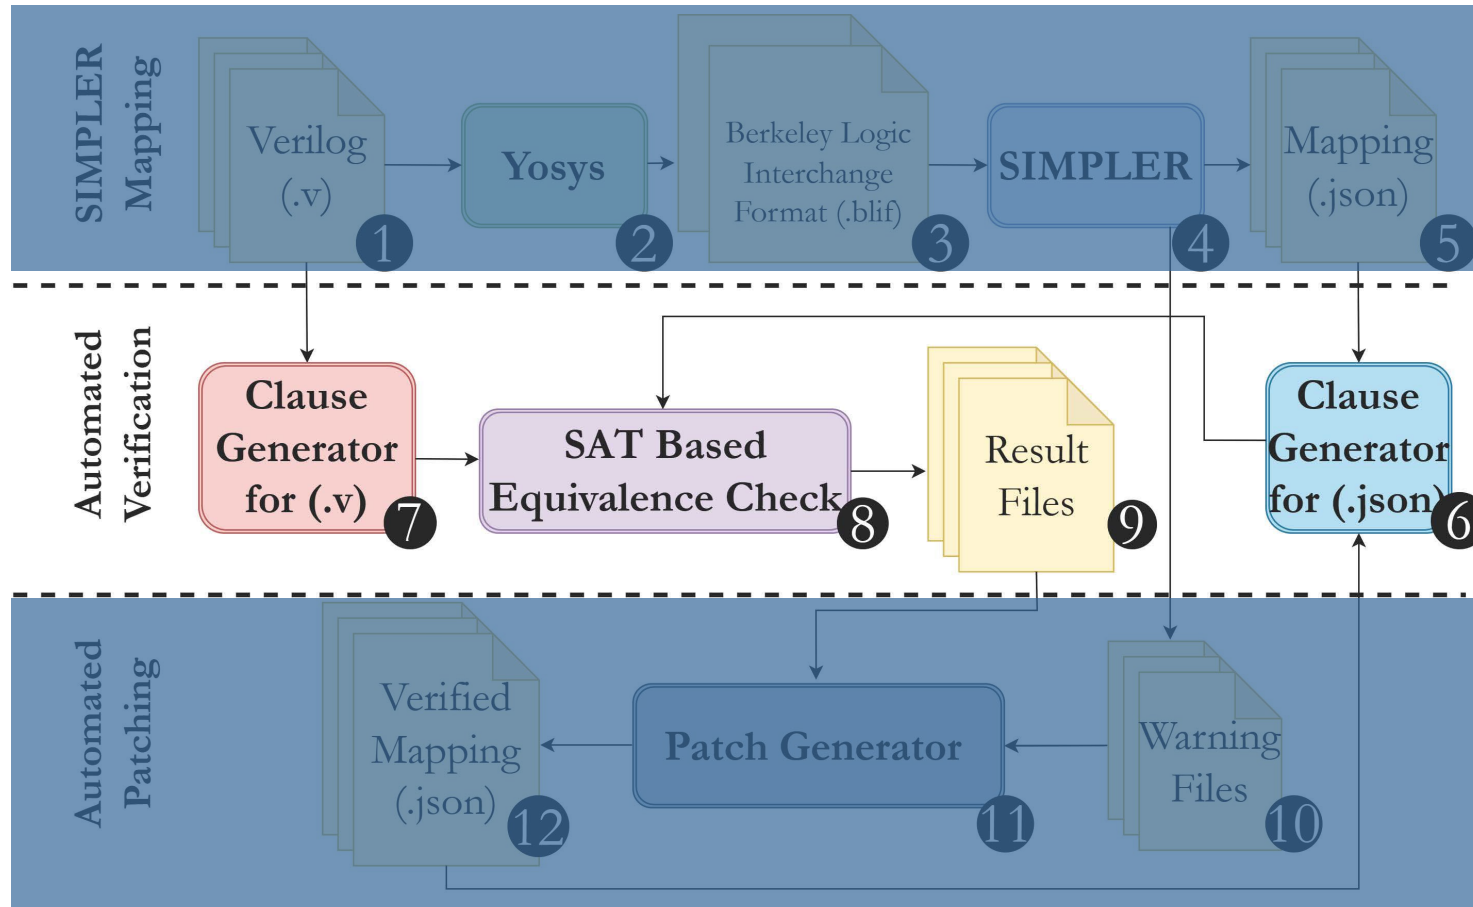 SIMPLER
Mapping
Verilog
(.v)
1
Yosys
2
Berkeley Logic
Interchange
Format (.blif)
3
SIMPLER
4
Mapping
(.json)
5
Automated
Verification
Clause
Generator
for (.v)
7
SAT Based
Equivalence Check
8
Result
Files
9
Clause
Generator
for (.json)
6
Automated
Patching
Verified
Mapping
(.json)
12
Patch Generator
11
Warning
Files
10